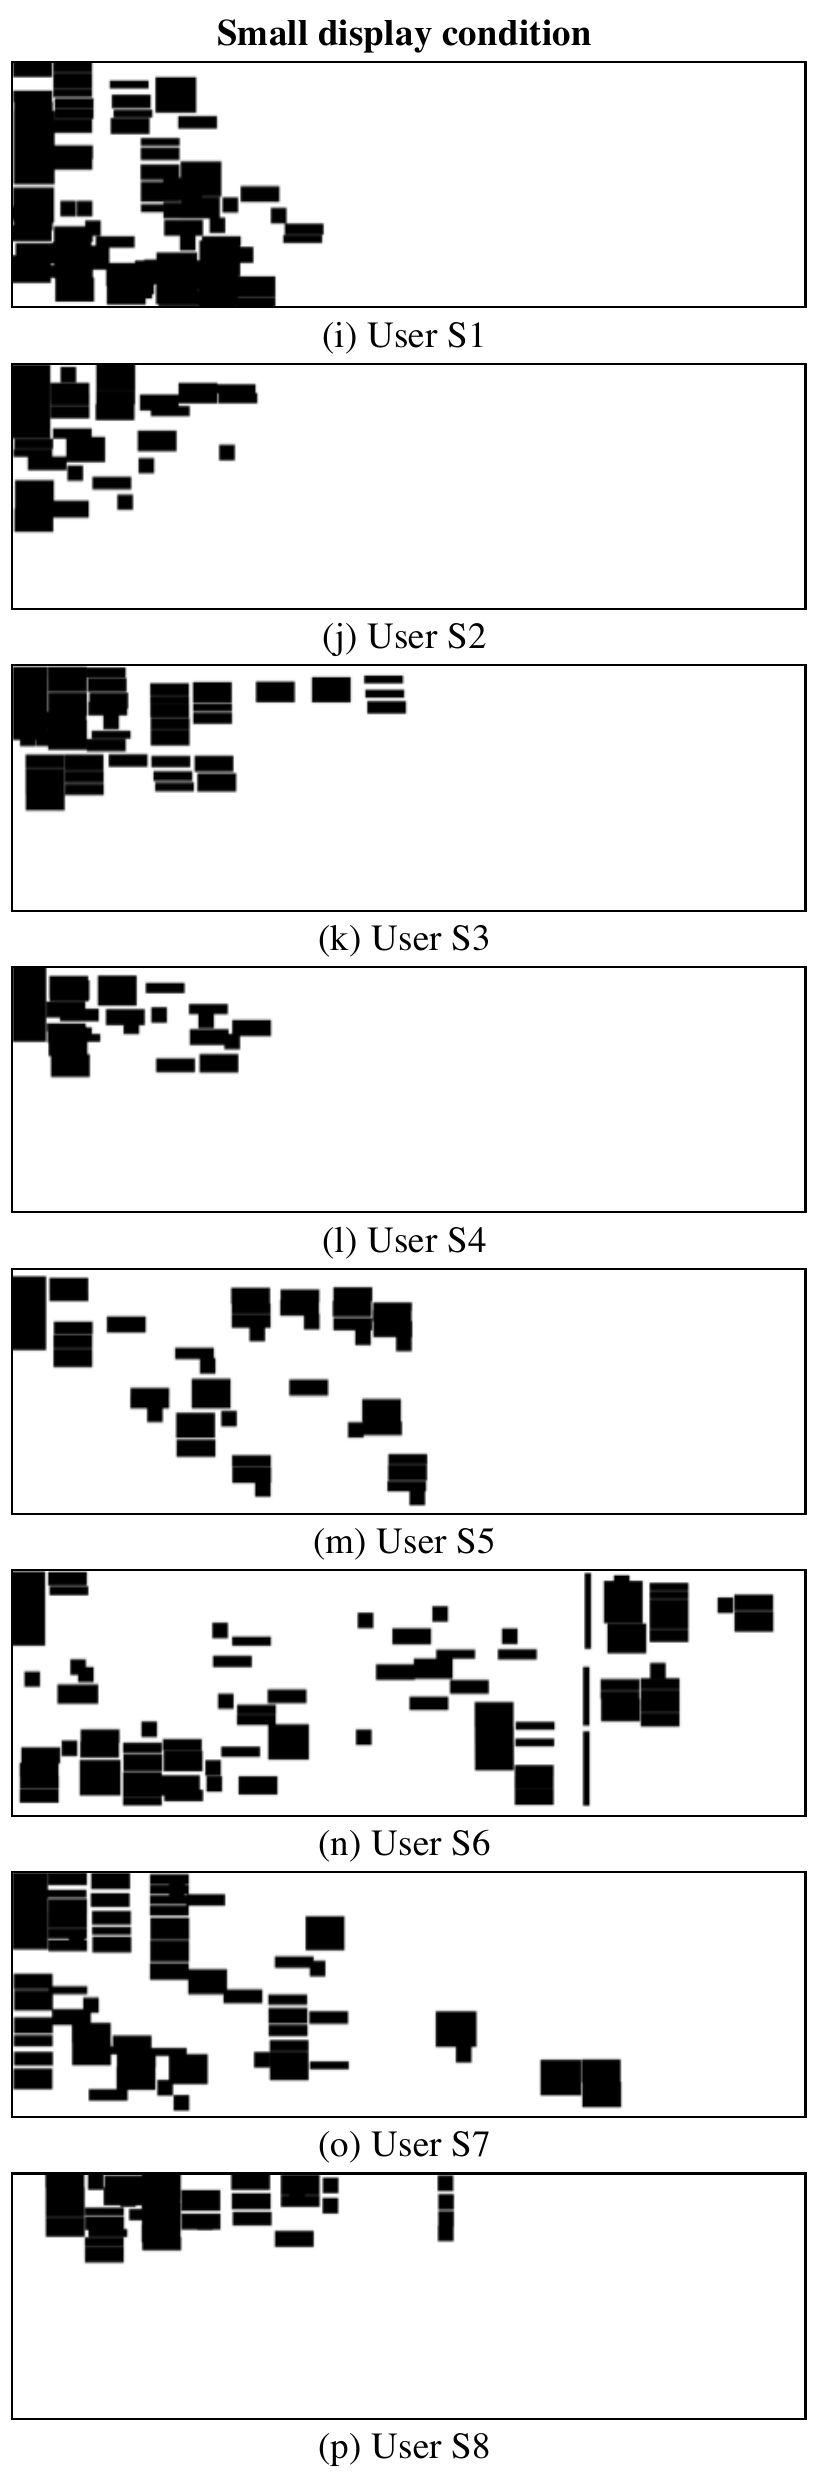 Small display condition
(i) User S1
(j) User S2
(k) User S3
(l) User S4
(m) User S5
(n) User S6
(o) User S7
(p) User S8